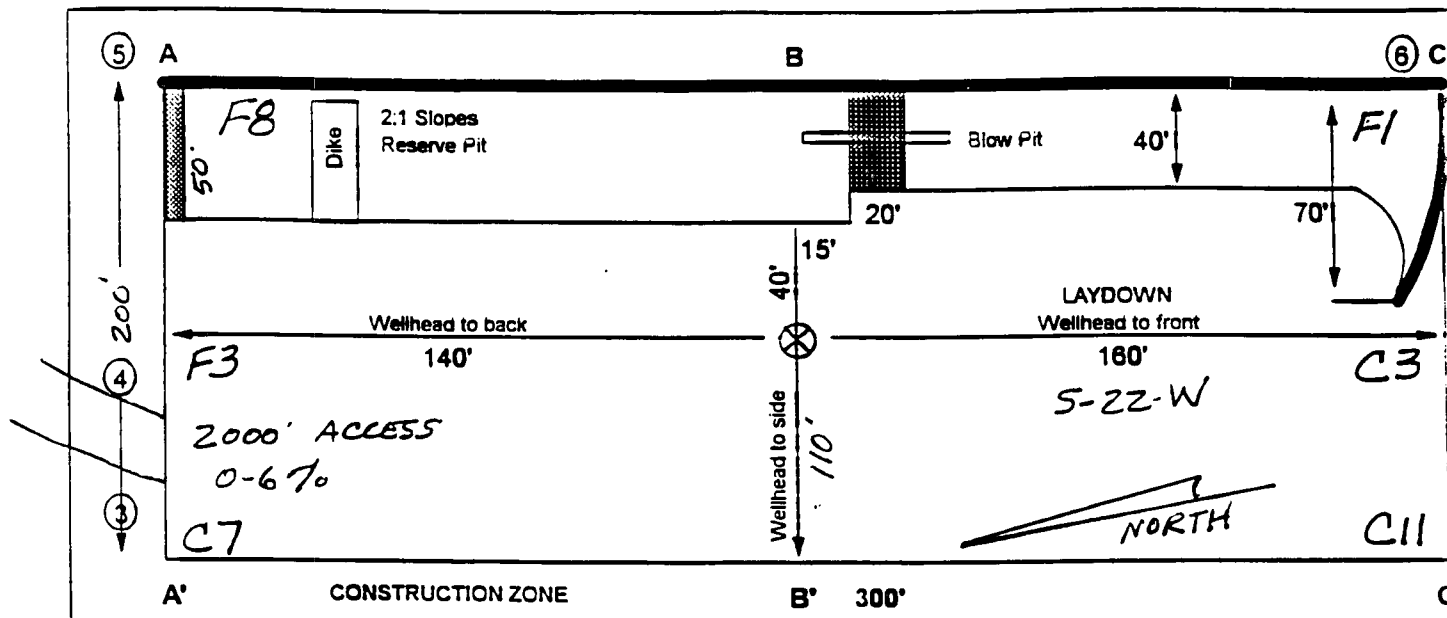 ⑤ A B ⑥ C
F8
50'
Dike
2:1 Slopes
Reserve Pit
Blow Pit
40'
F1
20'
70'
15'
40'
200'
LAYDOWN
Wellhead to back
Wellhead to front
140'
160'
F3
C3
④
S-22-W
2000' ACCESS
0-6%
Wellhead to side
110'
③
NORTH
C7
C11
A' CONSTRUCTION ZONE B' 300'